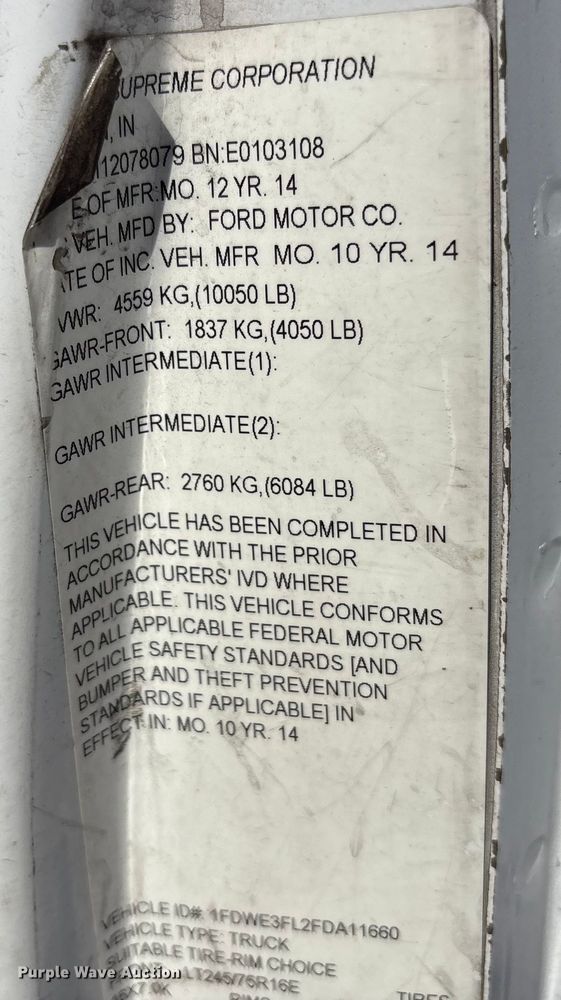 SUPREME CORPORATION
, IN
12078079 BN:E0103108
E OF MFR:MO. 12 YR. 14
VEH. MFD BY: FORD MOTOR CO.
TE OF INC. VEH. MFR MO. 10 YR. 14
VWR: 4559 KG,(10050 LB)
GAWR-FRONT: 1837 KG,(4050 LB)
GAWR INTERMEDIATE(1):
GAWR INTERMEDIATE(2):
GAWR-REAR: 2760 KG,(6084 LB)
THIS VEHICLE HAS BEEN COMPLETED IN
ACCORDANCE WITH THE PRIOR
MANUFACTURERS' IVD WHERE
APPLICABLE. THIS VEHICLE CONFORMS
TO ALL APPLICABLE FEDERAL MOTOR
VEHICLE SAFETY STANDARDS [AND
BUMPER AND THEFT PREVENTION
STANDARDS IF APPLICABLE] IN
EFFECT IN: MO. 10 YR. 14
VEHICLE ID#: 1FDWE3FL2FDA11660
VEHICLE TYPE: TRUCK
SUITABLE TIRE-RIM CHOICE
LT245/75R16E
TIRES
RIMS
Purple Wave Auction